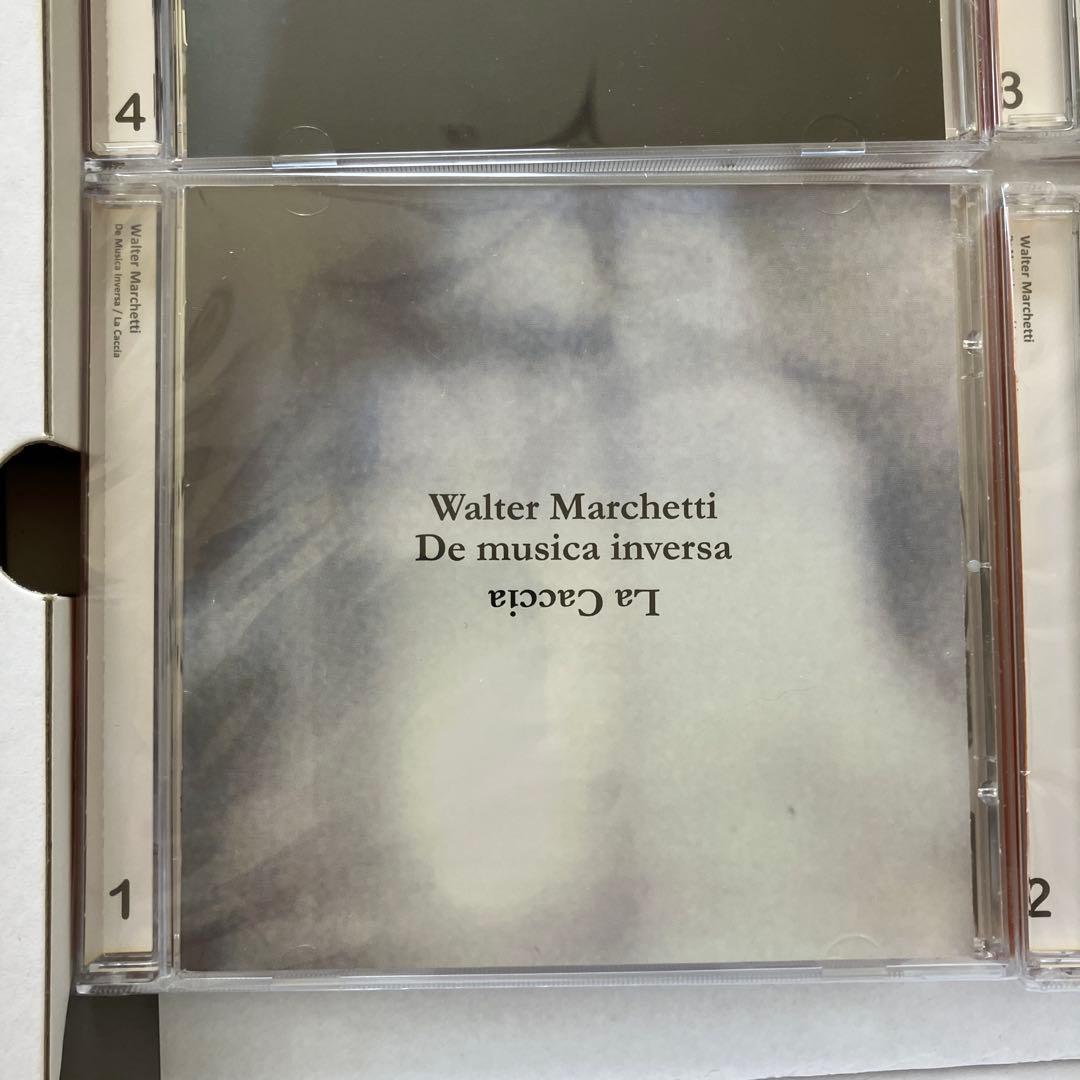 4
3
Walter Marchetti
De Musica Inversa / La Caccia
1
Walter Marchetti
De musica inversa
La Caccia
Walter Marchetti
2